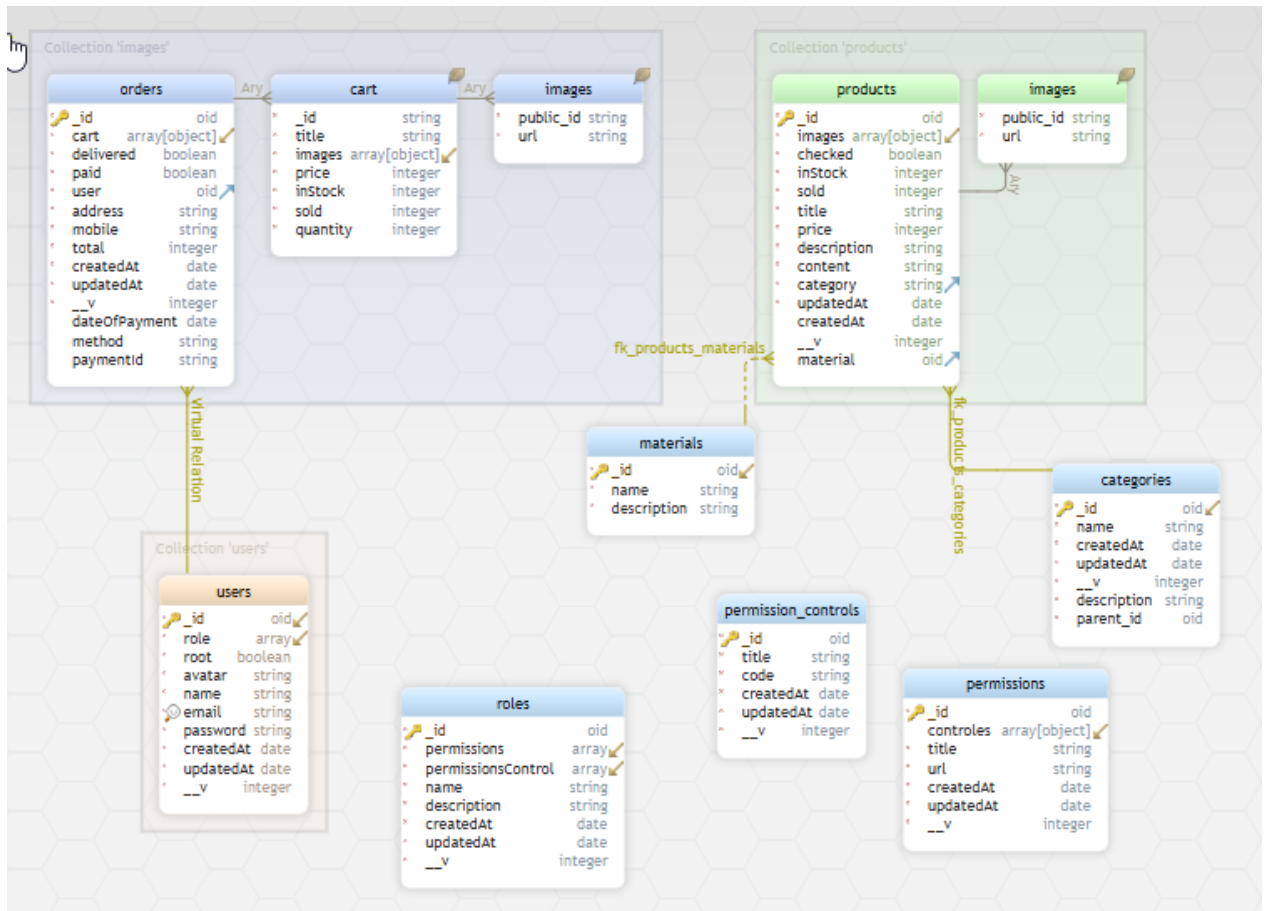 Collection 'images'
orders
_id oid
cart array[object]
delivered boolean
paid boolean
user oid
address string
mobile string
total integer
createdAt date
updatedAt date
__v integer
dateOfPayment date
method string
paymentId string
Ary
cart
_id string
title string
images array[object]
price integer
inStock integer
sold integer
quantity integer
Ary
images
public_id string
url string
Collection 'products'
products
_id oid
images array[object]
checked boolean
inStock integer
sold integer
title string
price integer
description string
content string
category string
updatedAt date
createdAt date
__v integer
material oid
images
public_id string
url string
Ary
fk_products_materials
fk_products_categories
Virtual Relation
materials
_id oid
name string
description string
categories
_id oid
name string
createdAt date
updatedAt date
__v integer
description string
parent_id oid
Collection 'users'
users
_id oid
role array
root boolean
avatar string
name string
email string
password string
createdAt date
updatedAt date
__v integer
roles
_id oid
permissions array
permissionsControl array
name string
description string
createdAt date
updatedAt date
__v integer
permission_controls
_id oid
title string
code string
createdAt date
updatedAt date
__v integer
permissions
_id oid
controles array[object]
title string
url string
createdAt date
updatedAt date
__v integer